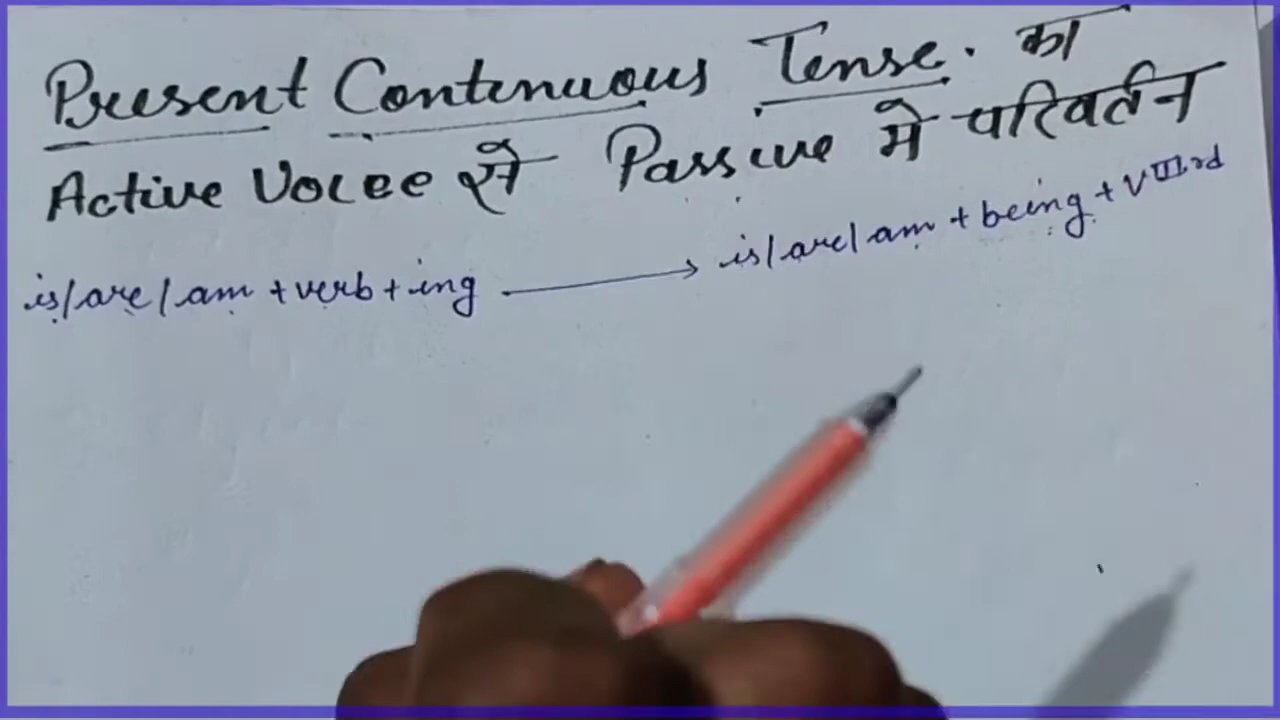 Present Continuous Tense. का
Active Voice से Passive मे परिवर्तन
is/are/am + verb + ing → is/are/am + being + VIIIrd